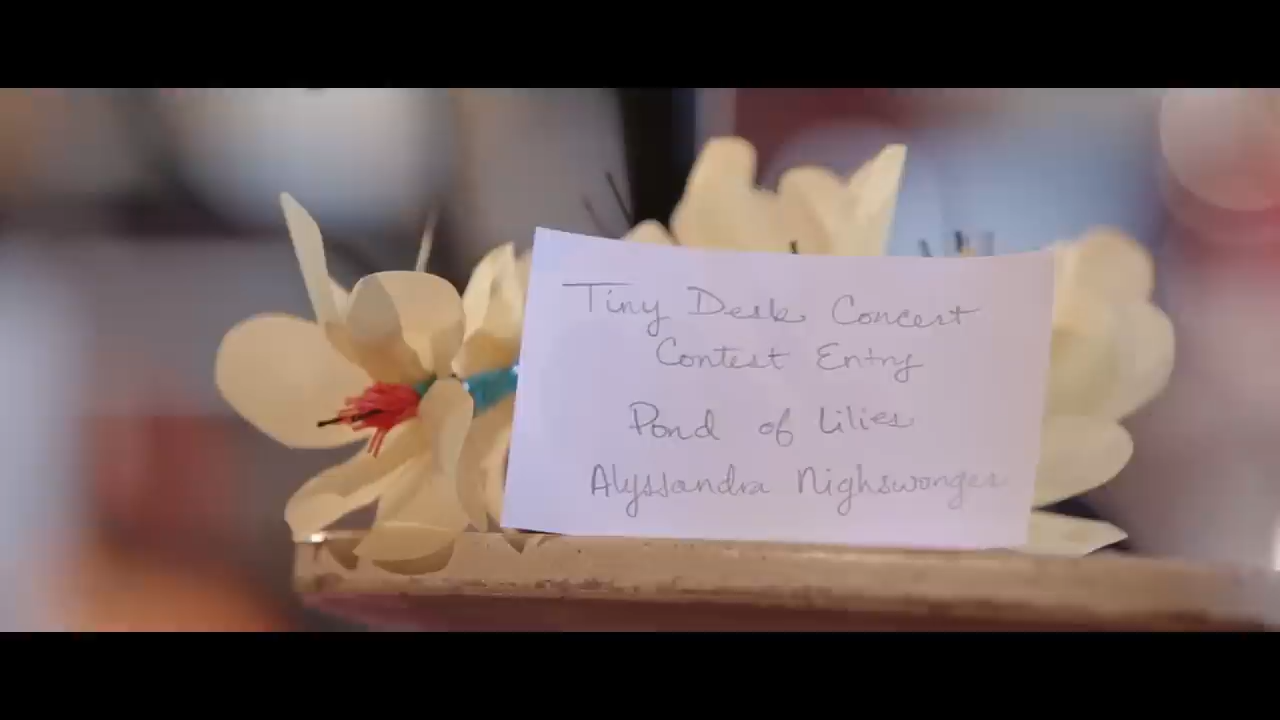 Tiny Desk Concert
Contest Entry
Pond of Lilies
Alyssandra Nighswonger